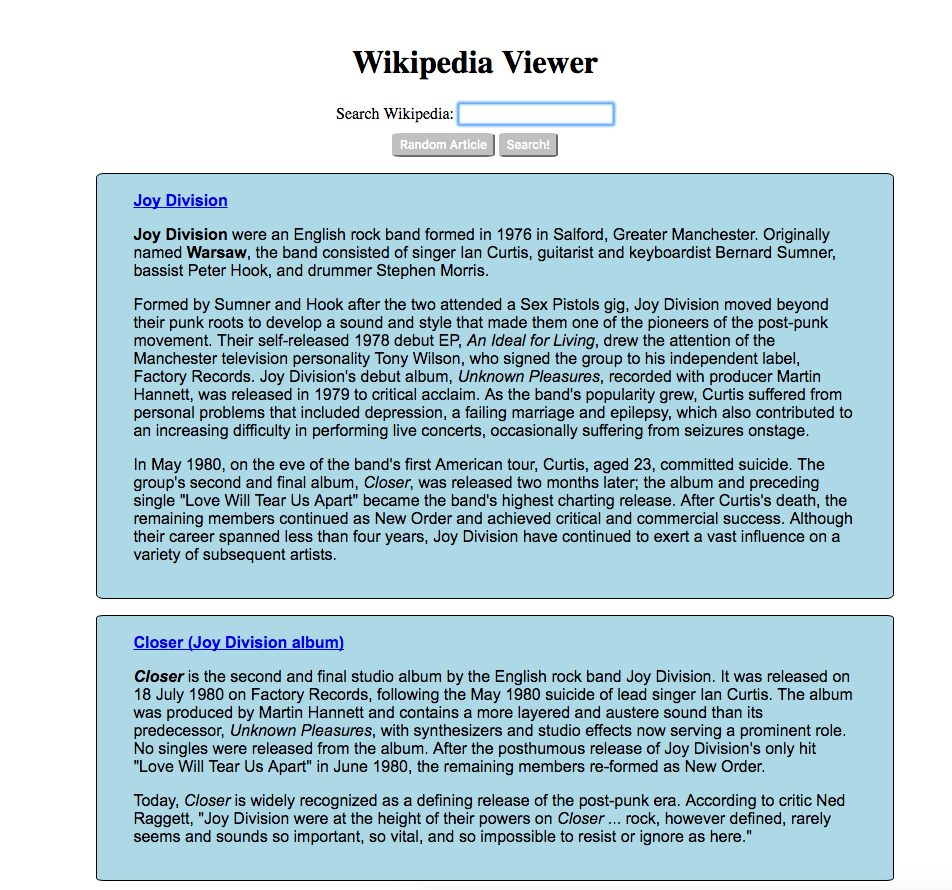 Wikipedia Viewer
Search Wikipedia:
Random Article Search!
Joy Division
Joy Division were an English rock band formed in 1976 in Salford, Greater Manchester. Originally
named Warsaw, the band consisted of singer Ian Curtis, guitarist and keyboardist Bernard Sumner,
bassist Peter Hook, and drummer Stephen Morris.
Formed by Sumner and Hook after the two attended a Sex Pistols gig, Joy Division moved beyond
their punk roots to develop a sound and style that made them one of the pioneers of the post-punk
movement. Their self-released 1978 debut EP, An Ideal for Living, drew the attention of the
Manchester television personality Tony Wilson, who signed the group to his independent label,
Factory Records. Joy Division's debut album, Unknown Pleasures, recorded with producer Martin
Hannett, was released in 1979 to critical acclaim. As the band's popularity grew, Curtis suffered from
personal problems that included depression, a failing marriage and epilepsy, which also contributed to
an increasing difficulty in performing live concerts, occasionally suffering from seizures onstage.
In May 1980, on the eve of the band's first American tour, Curtis, aged 23, committed suicide. The
group's second and final album, Closer, was released two months later; the album and preceding
single "Love Will Tear Us Apart" became the band's highest charting release. After Curtis's death, the
remaining members continued as New Order and achieved critical and commercial success. Although
their career spanned less than four years, Joy Division have continued to exert a vast influence on a
variety of subsequent artists.
Closer (Joy Division album)
Closer is the second and final studio album by the English rock band Joy Division. It was released on
18 July 1980 on Factory Records, following the May 1980 suicide of lead singer Ian Curtis. The album
was produced by Martin Hannett and contains a more layered and austere sound than its
predecessor, Unknown Pleasures, with synthesizers and studio effects now serving a prominent role.
No singles were released from the album. After the posthumous release of Joy Division's only hit
"Love Will Tear Us Apart" in June 1980, the remaining members re-formed as New Order.
Today, Closer is widely recognized as a defining release of the post-punk era. According to critic Ned
Raggett, "Joy Division were at the height of their powers on Closer ... rock, however defined, rarely
seems and sounds so important, so vital, and so impossible to resist or ignore as here."